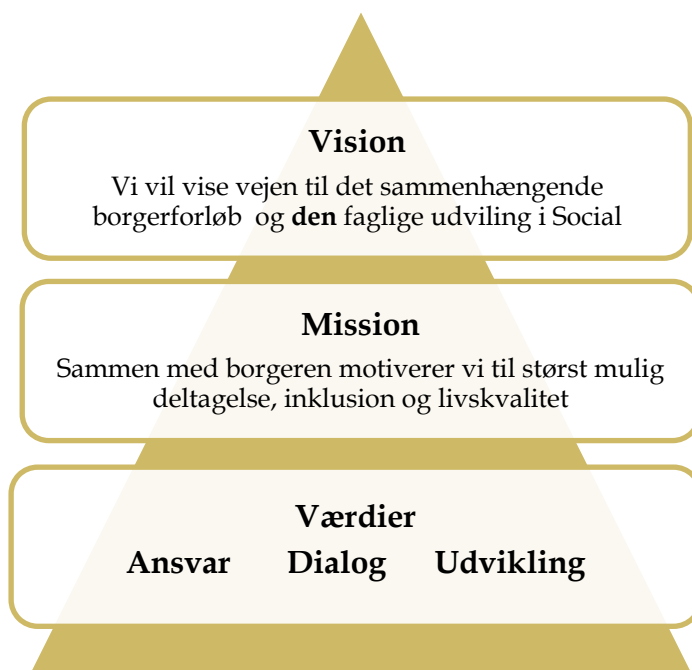 Vision
Vi vil vise vejen til det sammenhængende
borgerforløb og den faglige udviling i Social
Mission
Sammen med borgeren motiverer vi til størst mulig
deltagelse, inklusion og livskvalitet
Værdier
Ansvar Dialog Udvikling